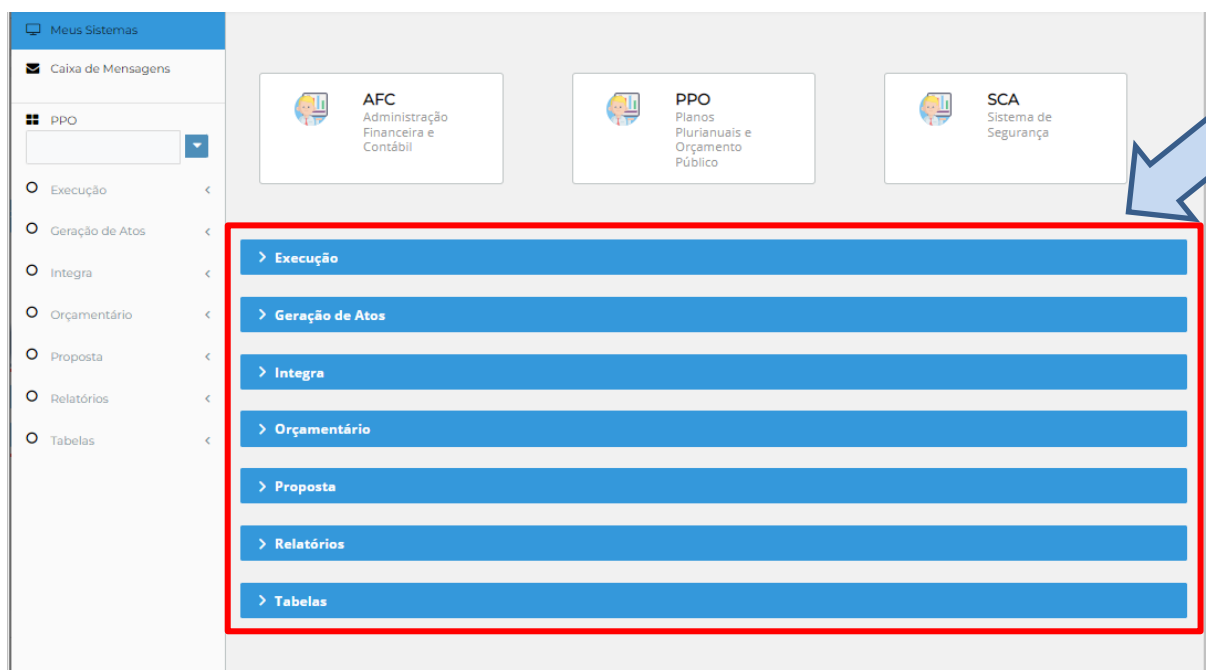 Meus Sistemas
Caixa de Mensagens
PPO
Execução
Geração de Atos
Integra
Orçamentário
Proposta
Relatórios
Tabelas
AFC
Administração
Financeira e
Contábil
PPO
Planos
Plurianuais e
Orçamento
Público
SCA
Sistema de
Segurança
Execução
Geração de Atos
Integra
Orçamentário
Proposta
Relatórios
Tabelas